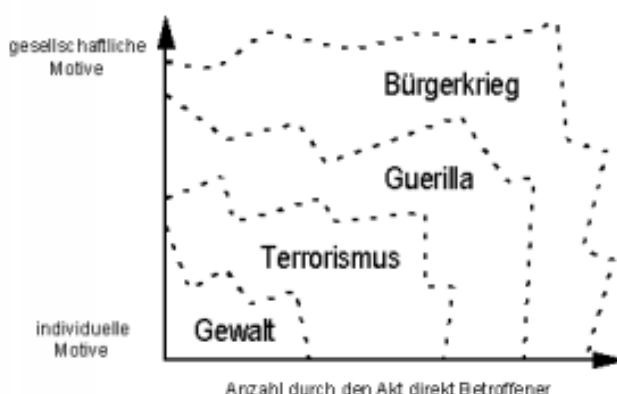 gesellschaftliche
Motive
Bürgerkrieg
Guerilla
Terrorismus
Gewalt
individuelle
Motive
Anzahl durch den Akt direkt Betroffener